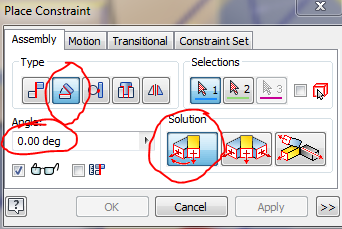 Place Constraint
Assembly Motion Transitional Constraint Set
Type Selections
1 2 3
Angle: Solution
0.00 deg
? OK Cancel Apply >>